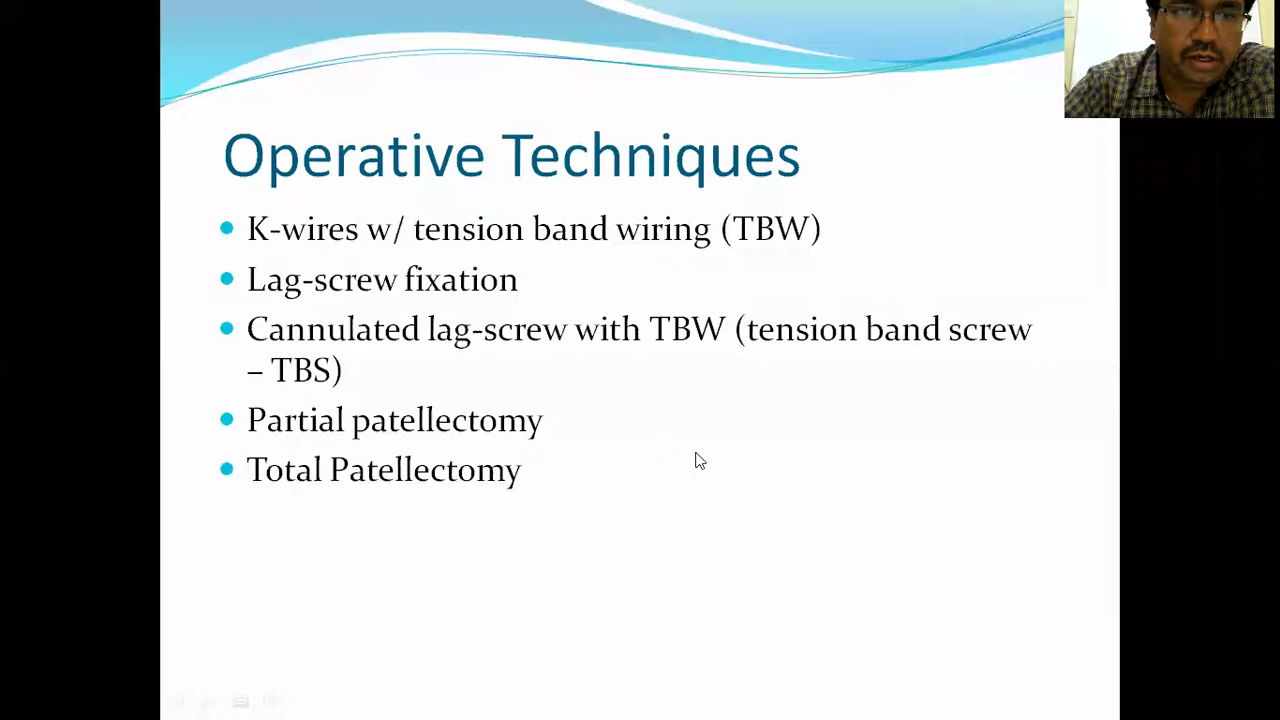 Operative Techniques
K-wires w/ tension band wiring (TBW)
Lag-screw fixation
Cannulated lag-screw with TBW (tension band screw
– TBS)
Partial patellectomy
Total Patellectomy